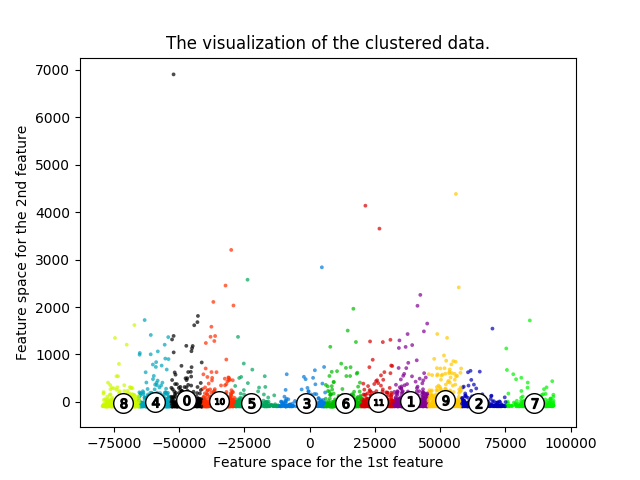 The visualization of the clustered data.
Feature space for the 2nd feature
7000
6000
5000
4000
3000
2000
1000
0
8 4 0 10 5 3 6 11 1 9 2 7
−75000 −50000 −25000 0 25000 50000 75000 100000
Feature space for the 1st feature